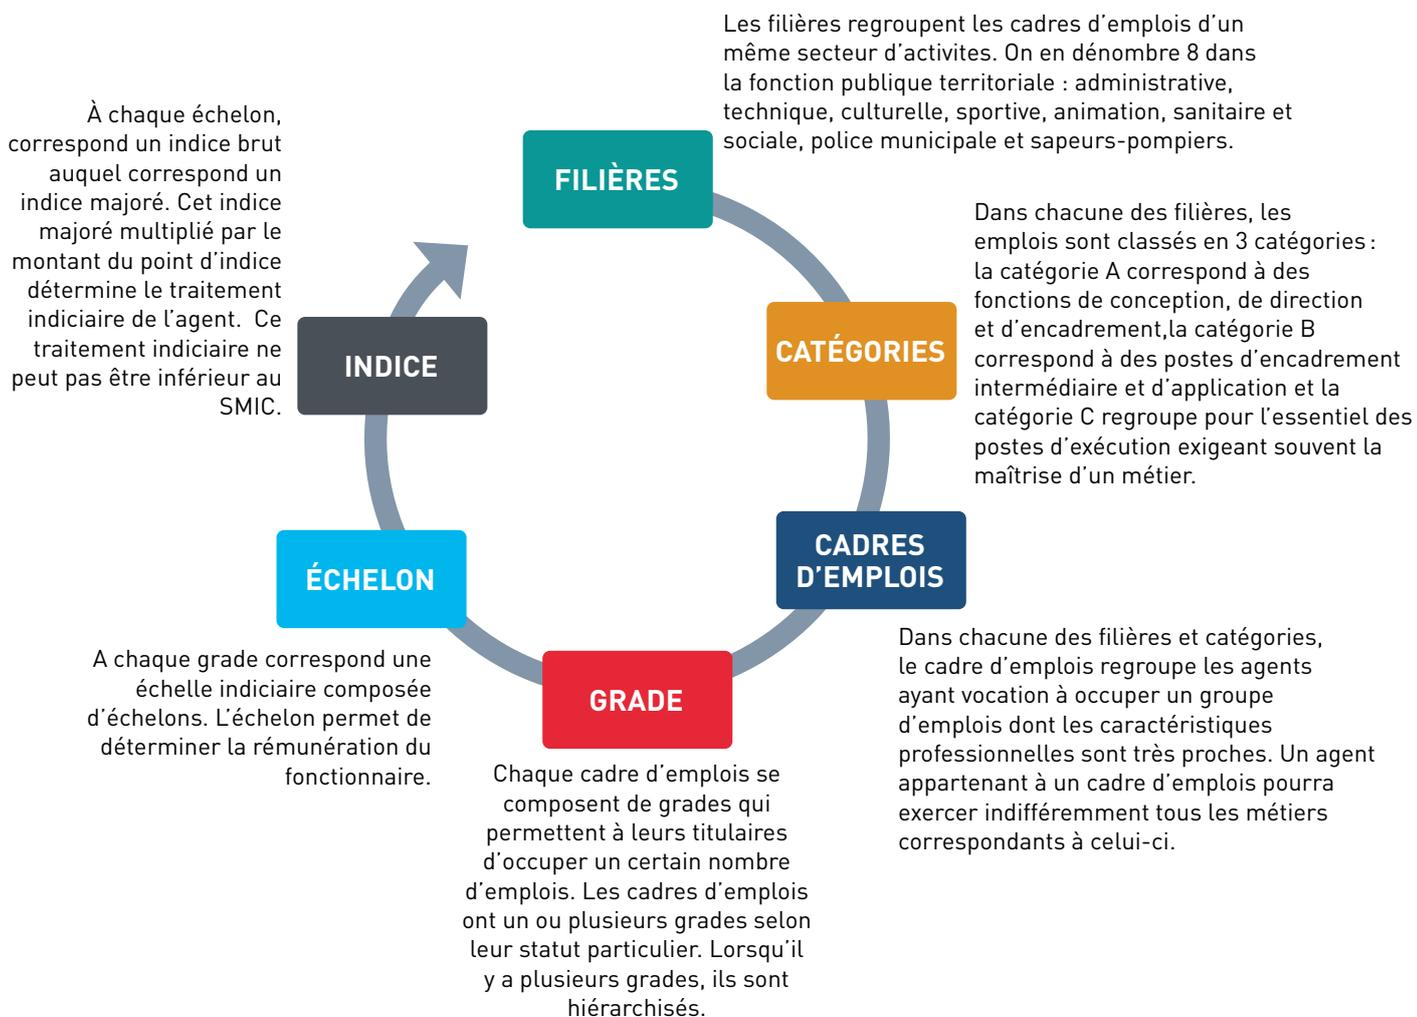 FILIÈRES
Les filières regroupent les cadres d’emplois d’un
même secteur d’activites. On en dénombre 8 dans
la fonction publique territoriale : administrative,
technique, culturelle, sportive, animation, sanitaire et
sociale, police municipale et sapeurs-pompiers.
CATÉGORIES
Dans chacune des filières, les
emplois sont classés en 3 catégories :
la catégorie A correspond à des
fonctions de conception, de direction
et d’encadrement,la catégorie B
correspond à des postes d’encadrement
intermédiaire et d’application et la
catégorie C regroupe pour l’essentiel des
postes d’exécution exigeant souvent la
maîtrise d’un métier.
CADRES
D’EMPLOIS
Dans chacune des filières et catégories,
le cadre d’emplois regroupe les agents
ayant vocation à occuper un groupe
d’emplois dont les caractéristiques
professionnelles sont très proches. Un agent
appartenant à un cadre d’emplois pourra
exercer indifféremment tous les métiers
correspondants à celui-ci.
GRADE
Chaque cadre d’emplois se
composent de grades qui
permettent à leurs titulaires
d’occuper un certain nombre
d’emplois. Les cadres d’emplois
ont un ou plusieurs grades selon
leur statut particulier. Lorsqu’il
y a plusieurs grades, ils sont
hiérarchisés.
ÉCHELON
A chaque grade correspond une
échelle indiciaire composée
d’échelons. L’échelon permet de
déterminer la rémunération du
fonctionnaire.
INDICE
À chaque échelon,
correspond un indice brut
auquel correspond un
indice majoré. Cet indice
majoré multiplié par le
montant du point d’indice
détermine le traitement
indiciaire de l’agent.  Ce
traitement indiciaire ne
peut pas être inférieur au
SMIC.